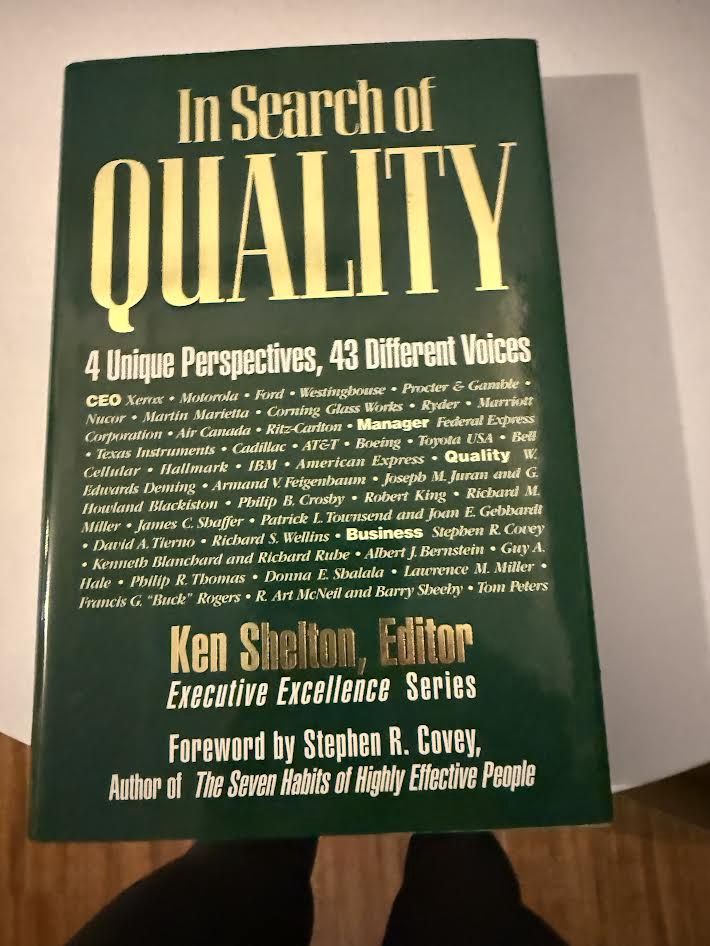 In Search of
QUALITY
4 Unique Perspectives, 43 Different Voices
CEO Xerox • Motorola • Ford • Westinghouse • Procter & Gamble •
Nucor • Martin Marietta • Corning Glass Works • Ryder • Marriott
Corporation • Air Canada • Ritz-Carlton • Manager Federal Express
• Texas Instruments • Cadillac • AT&T • Boeing • Toyota USA • Bell
Cellular • Hallmark • IBM • American Express • Quality W.
Edwards Deming • Armand V. Feigenbaum • Joseph M. Juran and G.
Howland Blackiston • Philip B. Crosby • Robert King • Richard M.
Miller • James C. Shaffer • Patrick L. Townsend and Joan E. Gebhardt
• David A. Tierno • Richard S. Wellins • Business Stephen R. Covey
• Kenneth Blanchard and Richard Ruhe • Albert J. Bernstein • Guy A.
Hale • Philip R. Thomas • Donna E. Shalala • Lawrence M. Miller •
Francis G. "Buck" Rogers • R. Art McNeil and Barry Sheehy • Tom Peters
Ken Shelton, Editor
Executive Excellence Series
Foreword by Stephen R. Covey,
Author of The Seven Habits of Highly Effective People